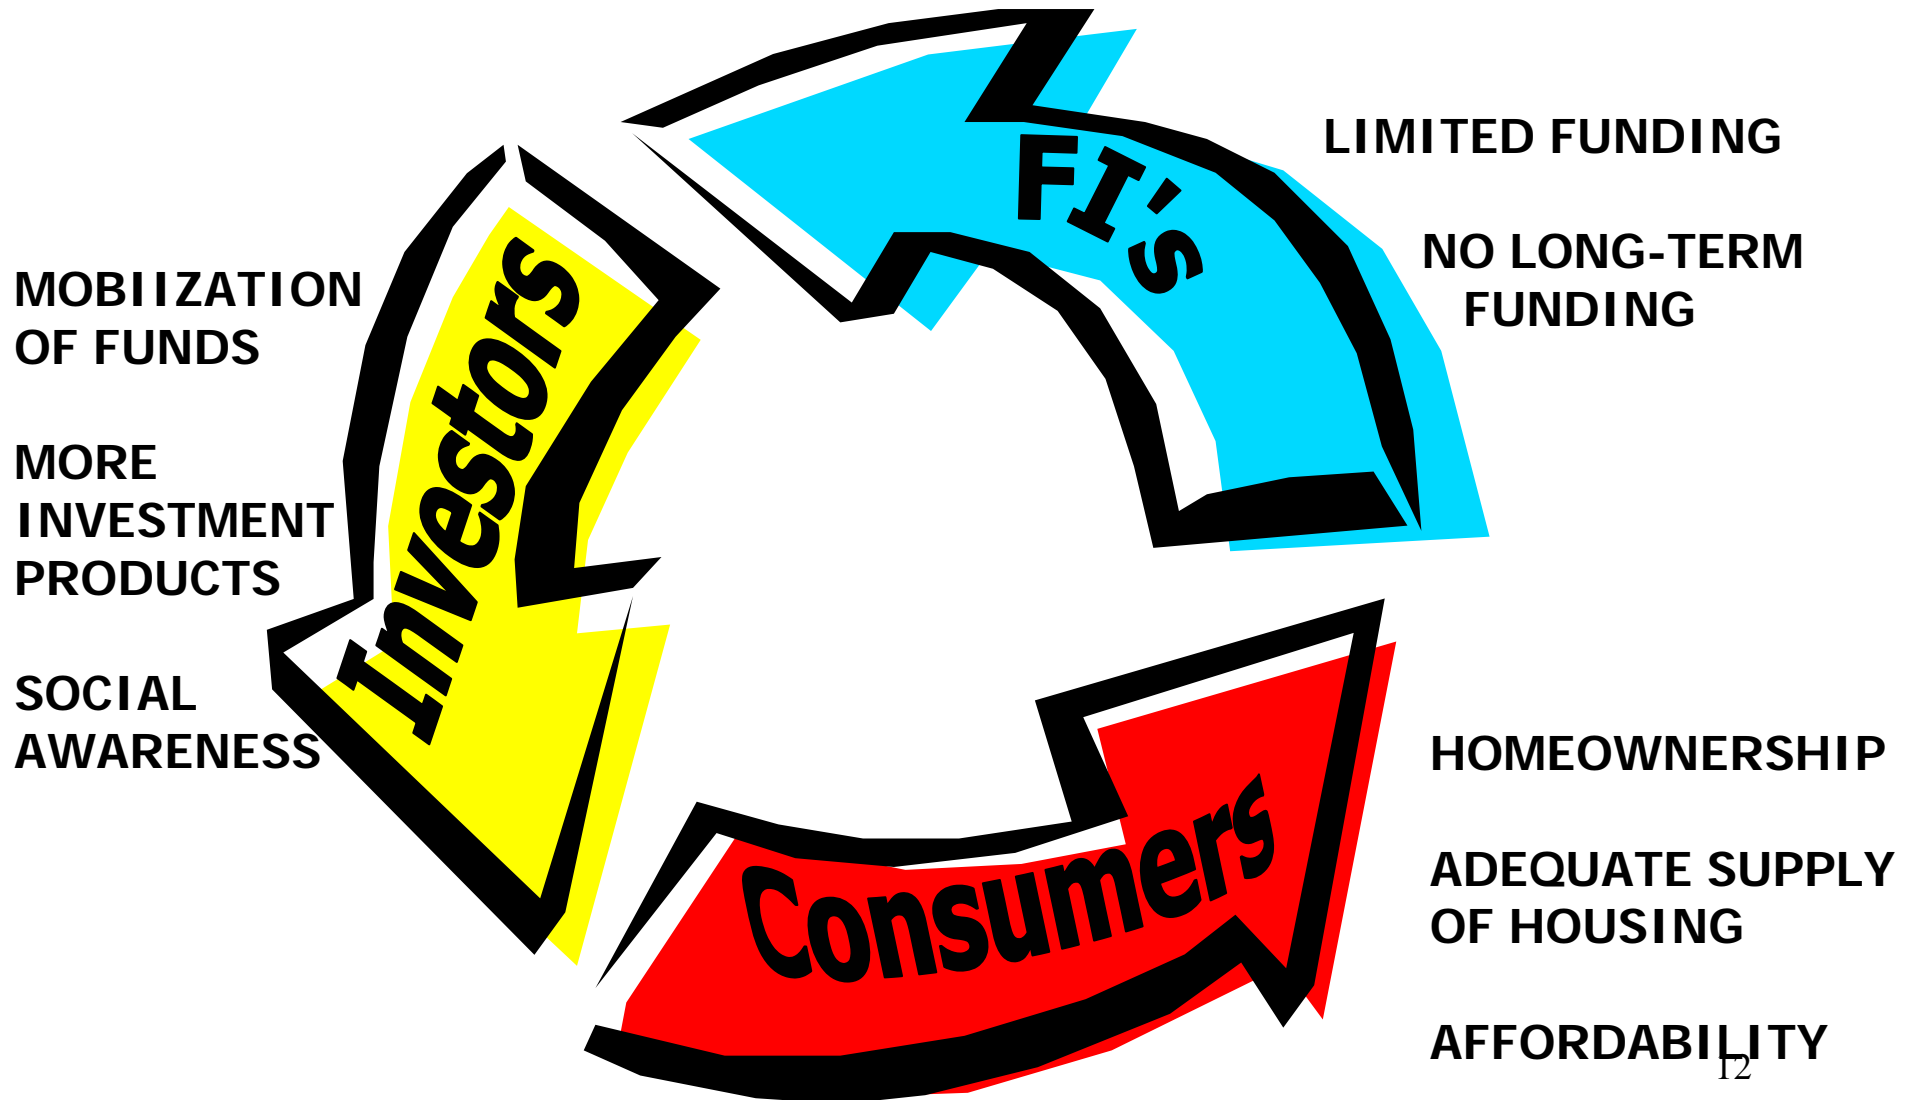 FI's
LIMITED FUNDING
NO LONG-TERM
FUNDING
Investors
MOBIIZATION
OF FUNDS
MORE
INVESTMENT
PRODUCTS
SOCIAL
AWARENESS
Consumers
HOMEOWNERSHIP
ADEQUATE SUPPLY
OF HOUSING
AFFORDABILITY
12